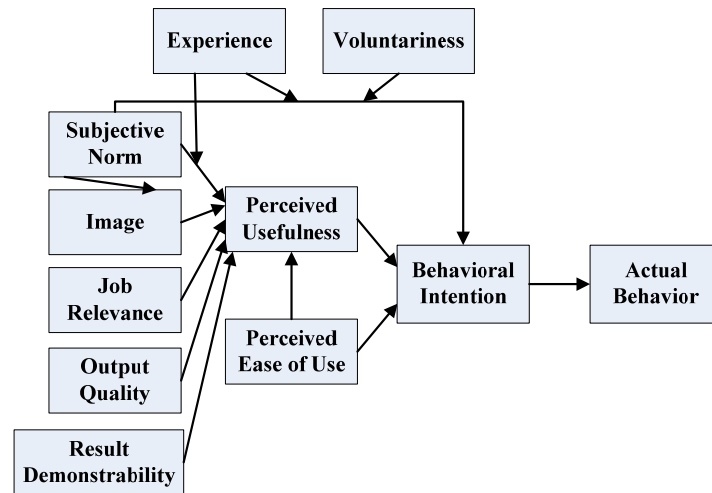 Experience
Voluntariness
Subjective
Norm
Image
Perceived
Usefulness
Job
Relevance
Behavioral
Intention
Actual
Behavior
Perceived
Ease of Use
Output
Quality
Result
Demonstrability